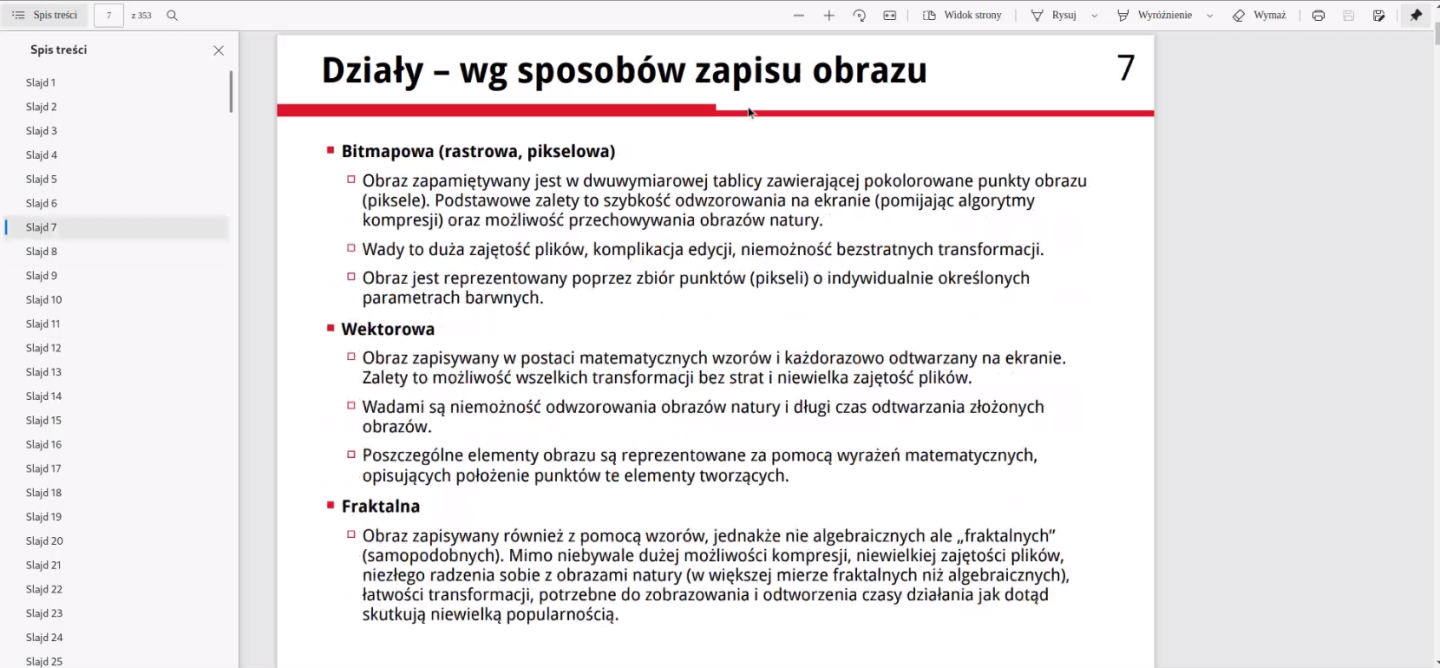 Spis treści 7 z 353 Widok strony Rysuj Wyróżnienie Wymaż
Spis treści
Slajd 1
Slajd 2
Slajd 3
Slajd 4
Slajd 5
Slajd 6
Slajd 7
Slajd 8
Slajd 9
Slajd 10
Slajd 11
Slajd 12
Slajd 13
Slajd 14
Slajd 15
Slajd 16
Slajd 17
Slajd 18
Slajd 19
Slajd 20
Slajd 21
Slajd 22
Slajd 23
Slajd 24
Slajd 25
Działy – wg sposobów zapisu obrazu 7
Bitmapowa (rastrowa, pikselowa)
Obraz zapamiętywany jest w dwuwymiarowej tablicy zawierającej pokolorowane punkty obrazu
(piksele). Podstawowe zalety to szybkość odwzorowania na ekranie (pomijając algorytmy
kompresji) oraz możliwość przechowywania obrazów natury.
Wady to duża zajętość plików, komplikacja edycji, niemożność bezstratnych transformacji.
Obraz jest reprezentowany poprzez zbiór punktów (pikseli) o indywidualnie określonych
parametrach barwnych.
Wektorowa
Obraz zapisywany w postaci matematycznych wzorów i każdorazowo odtwarzany na ekranie.
Zalety to możliwość wszelkich transformacji bez strat i niewielka zajętość plików.
Wadami są niemożność odwzorowania obrazów natury i długi czas odtwarzania złożonych
obrazów.
Poszczególne elementy obrazu są reprezentowane za pomocą wyrażeń matematycznych,
opisujących położenie punktów te elementy tworzących.
Fraktalna
Obraz zapisywany również z pomocą wzorów, jednakże nie algebraicznych ale „fraktalnych”
(samopodobnych). Mimo niebywale dużej możliwości kompresji, niewielkiej zajętości plików,
niezłego radzenia sobie z obrazami natury (w większej mierze fraktalnych niż algebraicznych),
łatwości transformacji, potrzebne do zobrazowania i odtworzenia czasy działania jak dotąd
skutkują niewielką popularnością.